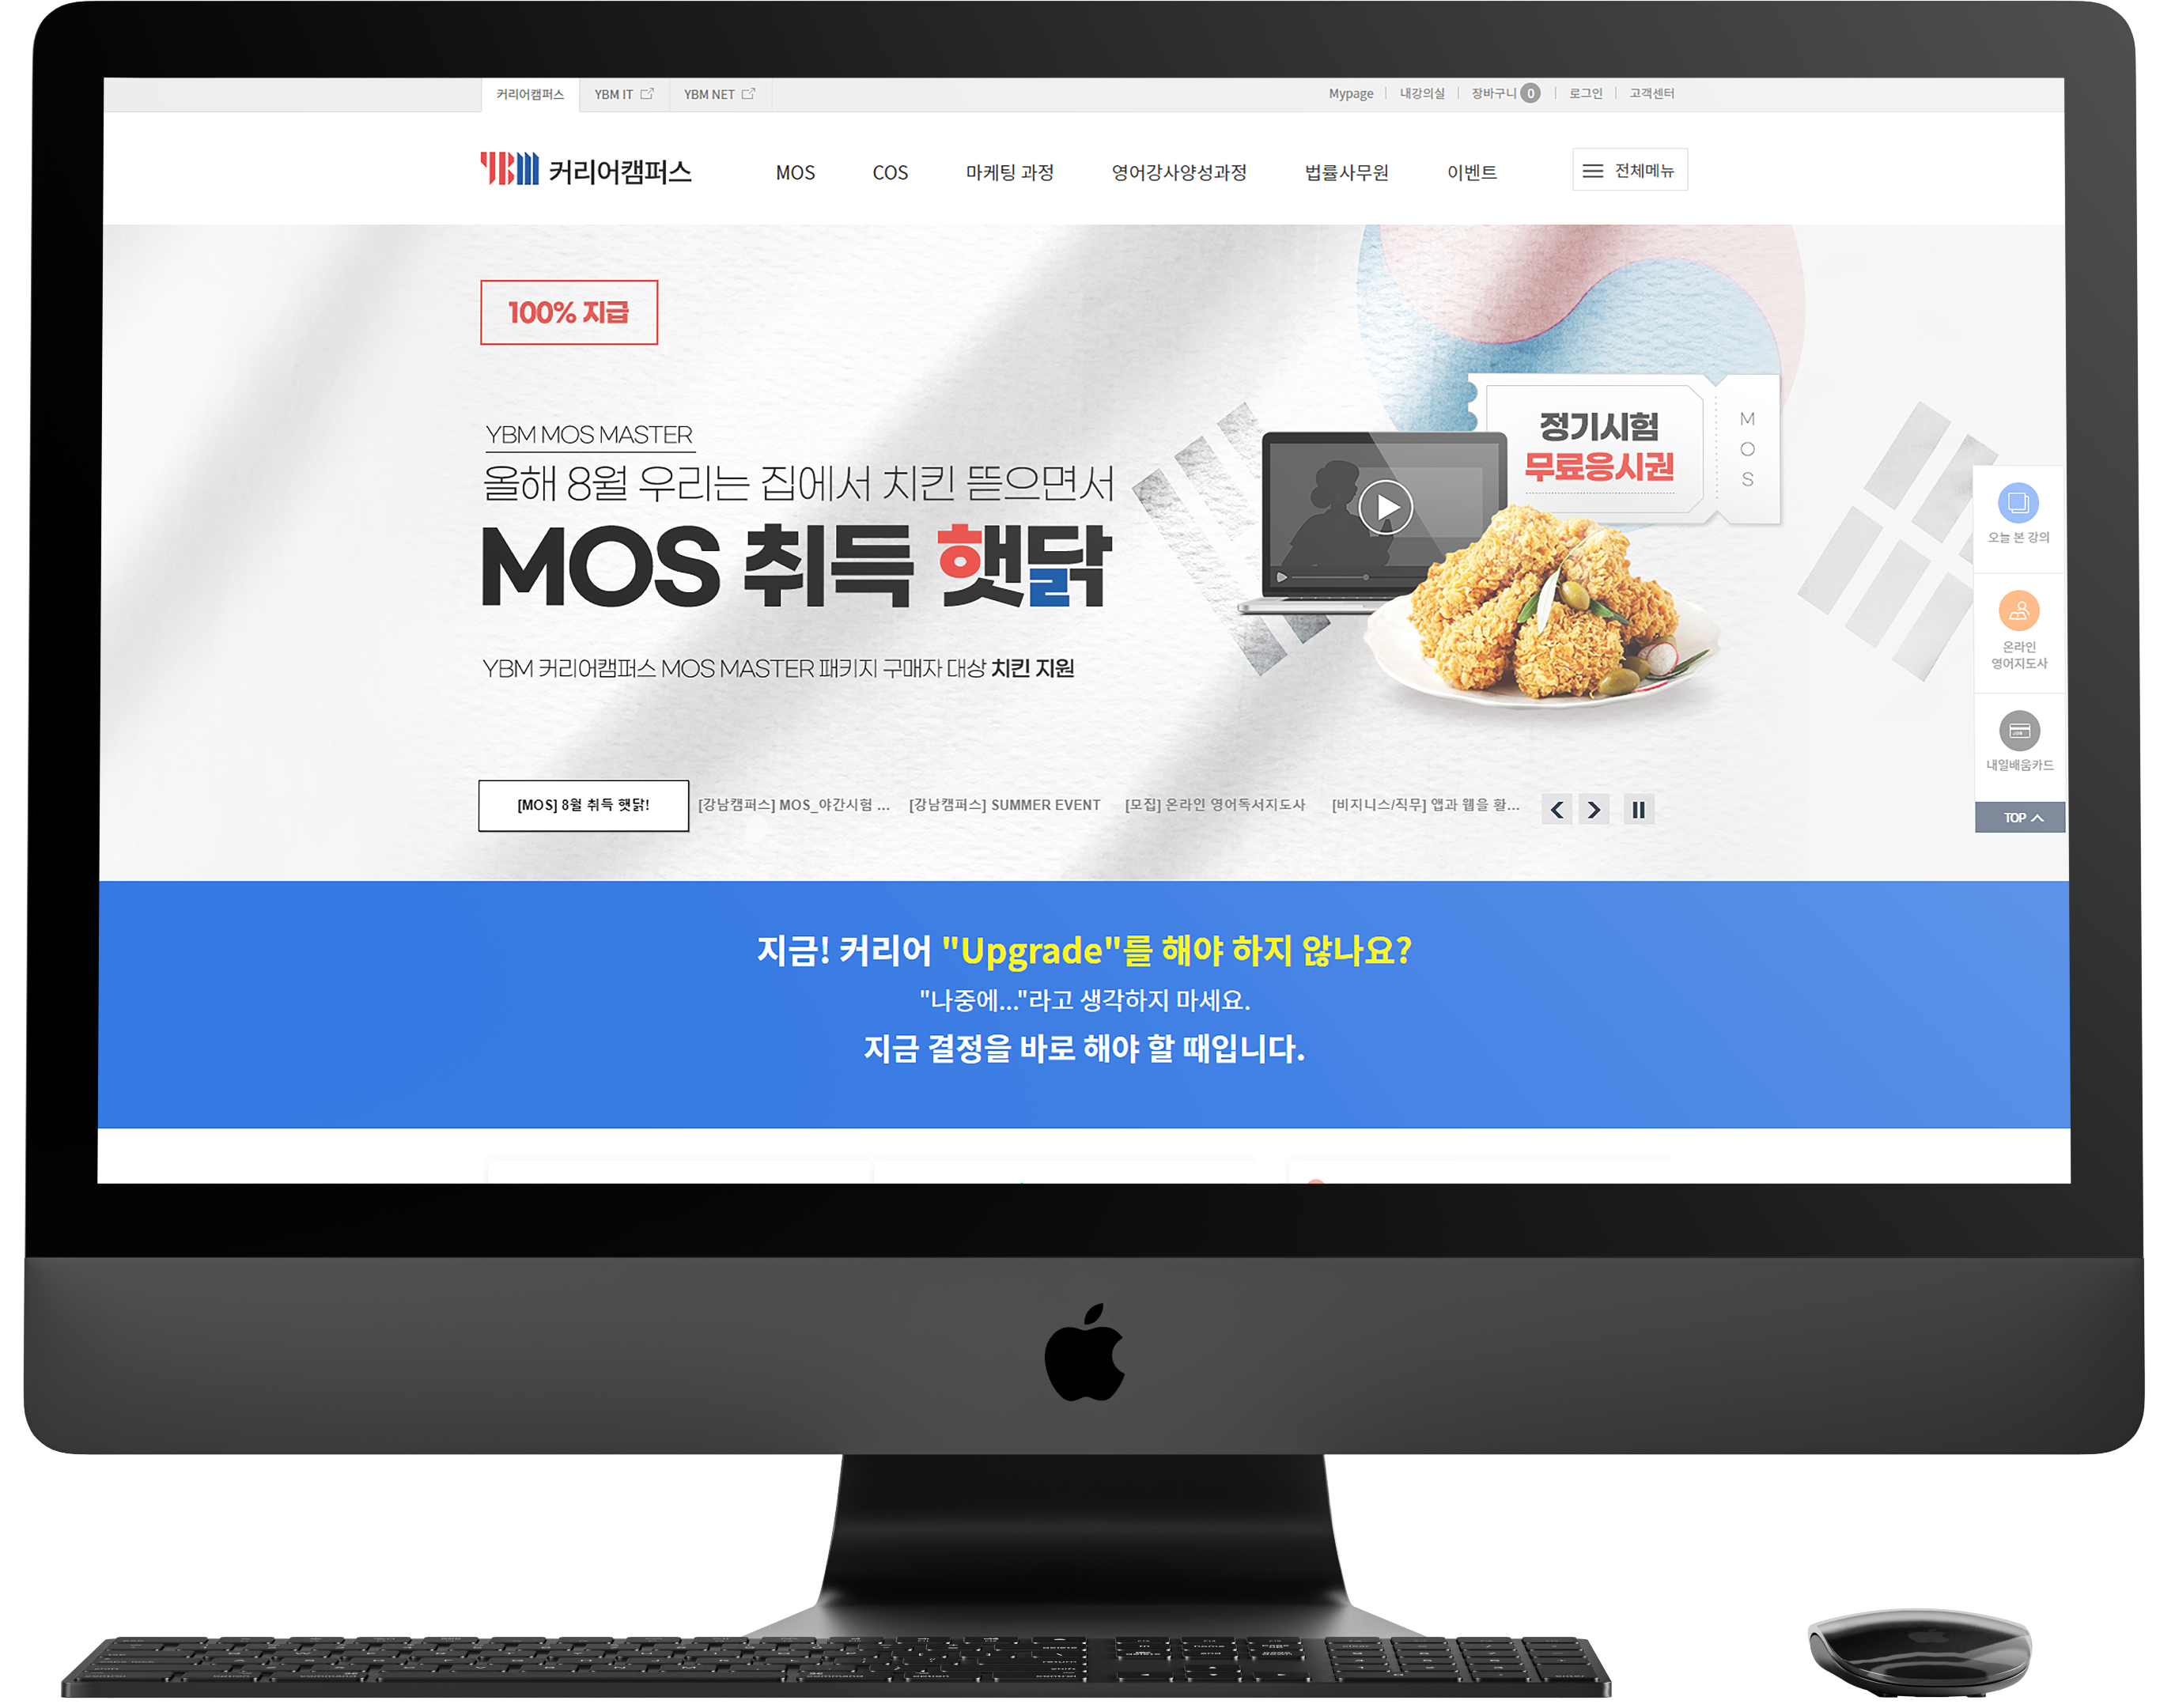 커리어캠퍼스 YBM IT YBM NET Mypage 내강의실 장바구니 0 로그인 고객센터
YBM 커리어캠퍼스 MOS COS 마케팅 과정 영어강사양성과정 법률사무원 이벤트 전체메뉴
100% 지급
YBM MOS MASTER
올해 8월 우리는 집에서 치킨 뜯으면서
MOS 취득 햇닭
YBM 커리어캠퍼스 MOS MASTER 패키지 구매자 대상 치킨 지원
정기시험
무료응시권
M
O
S
오늘 본 강의
온라인
영어지도사
내일배움카드
TOP
[MOS] 8월 취득 햇닭! [강남캠퍼스] MOS_야간시험 ... [강남캠퍼스] SUMMER EVENT [모집] 온라인 영어독서지도사 [비지니스/직무] 앱과 웹을 활...
지금! 커리어 "Upgrade"를 해야 하지 않나요?
"나중에..."라고 생각하지 마세요.
지금 결정을 바로 해야 할 때입니다.